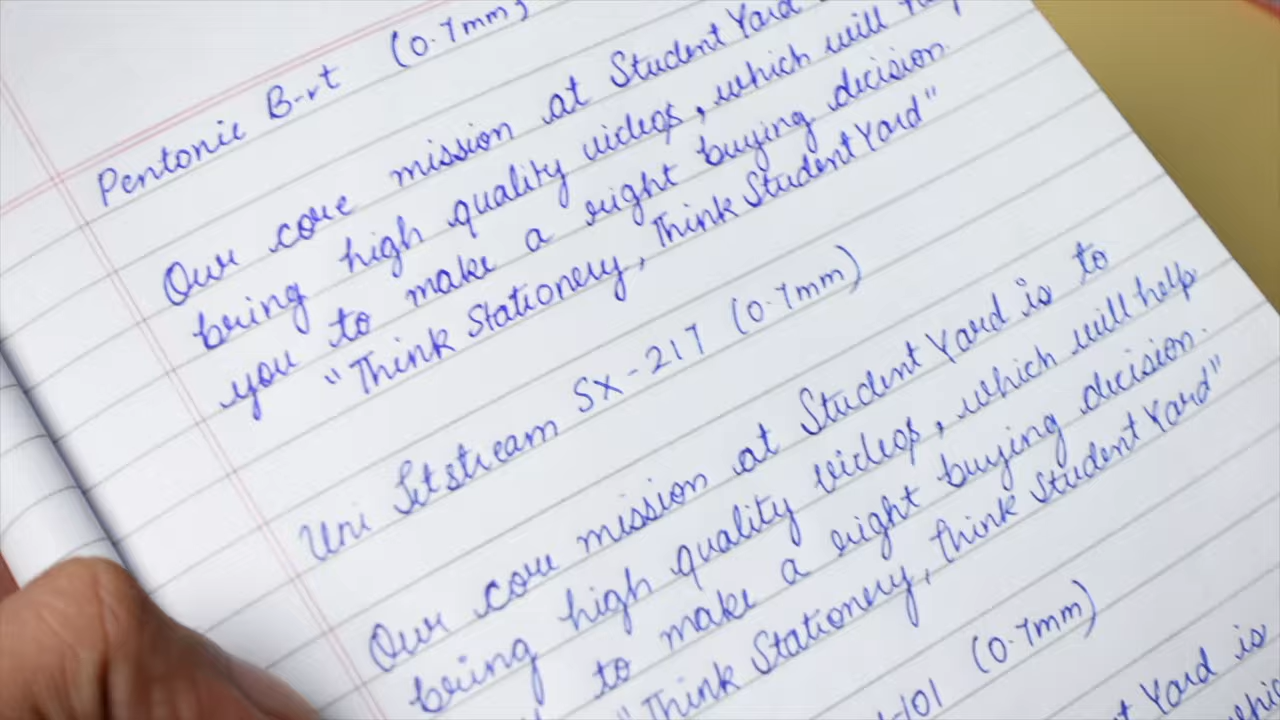 Pentonic B-rt (0.7mm)
Our core mission at Student Yard
bring high quality videos, which will
you to make a right buying decision.
"Think Stationery, Think Student Yard"
Uni Jetstream SX-217 (0.7mm)
Our core mission at Student Yard is to
bring high quality videos, which will help
to make a right buying decision.
"Think Stationery, think Student Yard"
101 (0.7mm)
Yard is